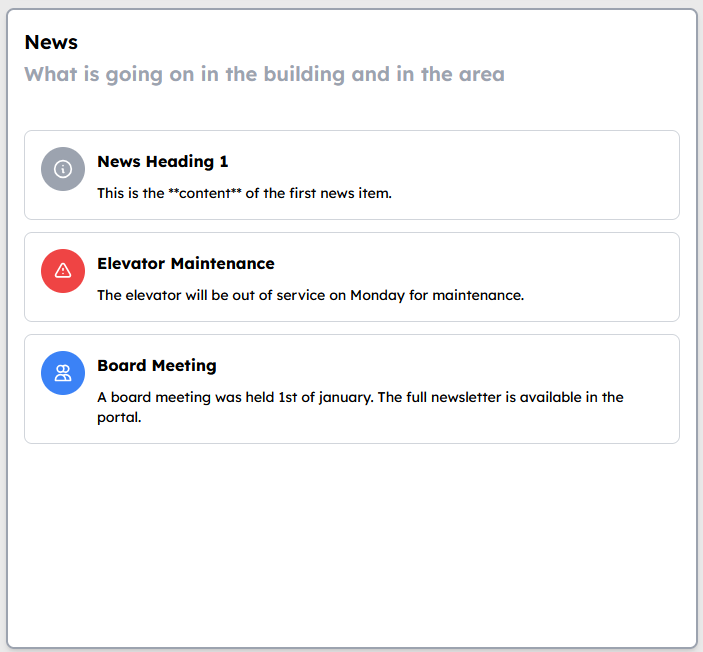 News
What is going on in the building and in the area
News Heading 1
This is the **content** of the first news item.
Elevator Maintenance
The elevator will be out of service on Monday for maintenance.
Board Meeting
A board meeting was held 1st of january. The full newsletter is available in the
portal.